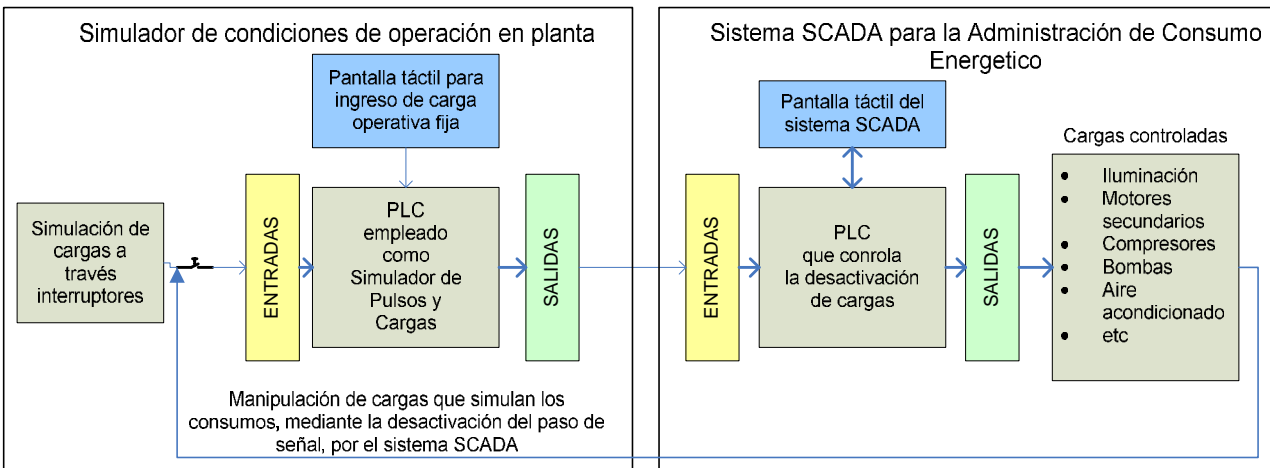 Simulador de condiciones de operación en planta
Pantalla táctil para
ingreso de carga
operativa fija
Simulación de
cargas a
través
interruptores
ENTRADAS
PLC
empleado
como
Simulador de
Pulsos y
Cargas
SALIDAS
Manipulación de cargas que simulan los
consumos, mediante la desactivación del paso de
señal, por el sistema SCADA
Sistema SCADA para la Administración de Consumo
Energetico
Pantalla táctil del
sistema SCADA
ENTRADAS
PLC
que conrola
la desactivación
de cargas
SALIDAS
Cargas controladas
• Iluminación
• Motores
secundarios
• Compresores
• Bombas
• Aire
acondicionado
• etc